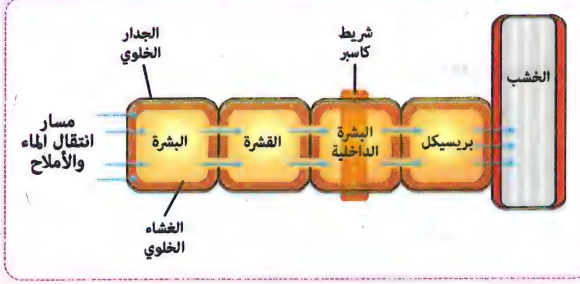 شريط
كاسبر
الجدار
الخلوي
الخشب
بريسيكل
البشرة
الداخلية
القشرة
البشرة
مسار
انتقال الماء
والأملاح
الغشاء
الخلوي